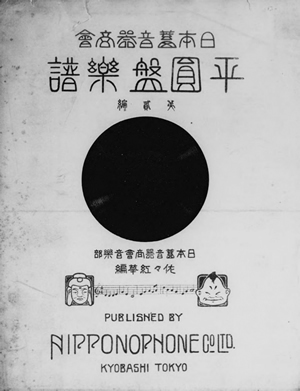 日本蓄音器商會
平圓盤樂譜
第貳編
日本蓄音器商會音樂部
佐々紅華編
PUBLISHED BY
NIPPONOPHONE CO LTD.
KYOBASHI TOKYO